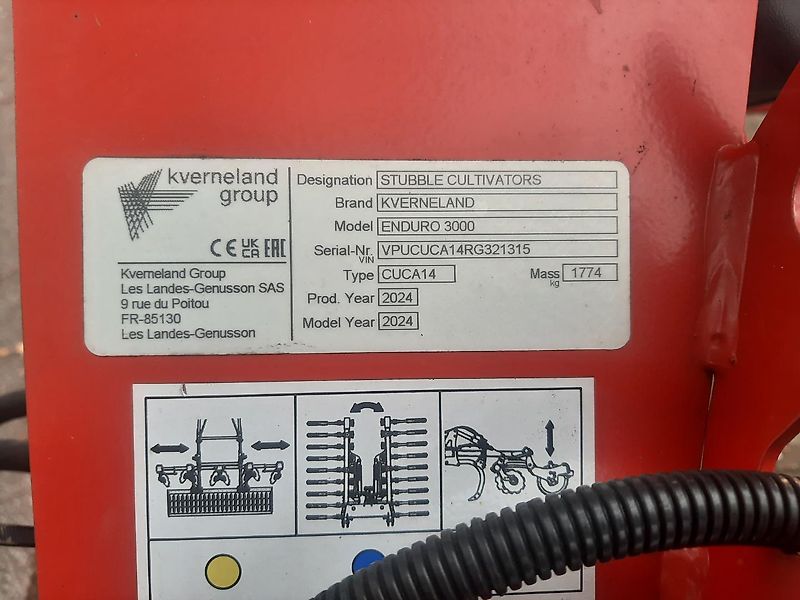 kverneland
group
CE UK CA EAC
Kverneland Group
Les Landes-Genusson SAS
9 rue du Poitou
FR-85130
Les Landes-Genusson
Designation STUBBLE CULTIVATORS
Brand KVERNELAND
Model ENDURO 3000
Serial-Nr. VPUCUCA14RG321315
VIN
Type CUCA14 Mass 1774
kg
Prod. Year 2024
Model Year 2024